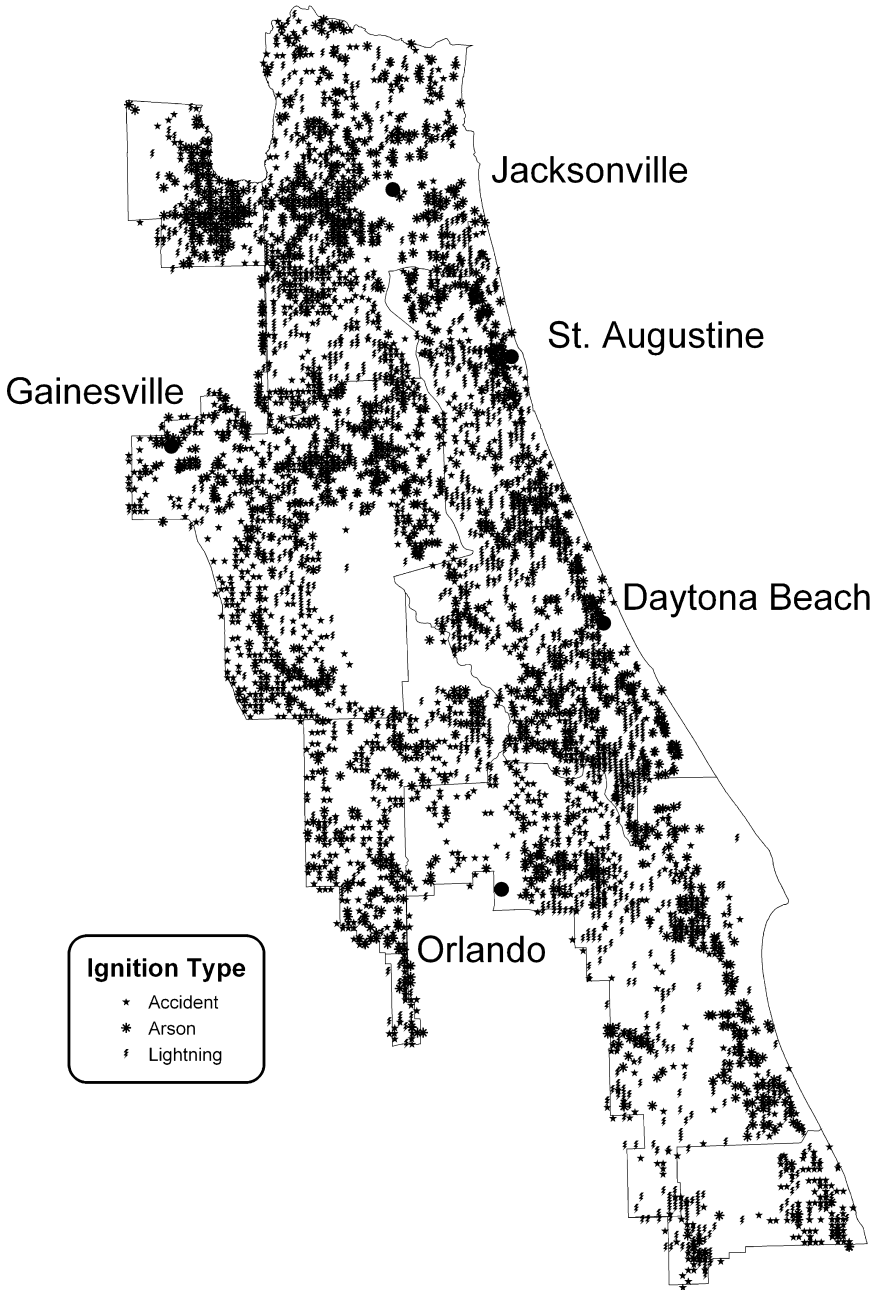 Jacksonville
St. Augustine
Gainesville
Daytona Beach
Orlando
Ignition Type
Accident
Arson
Lightning